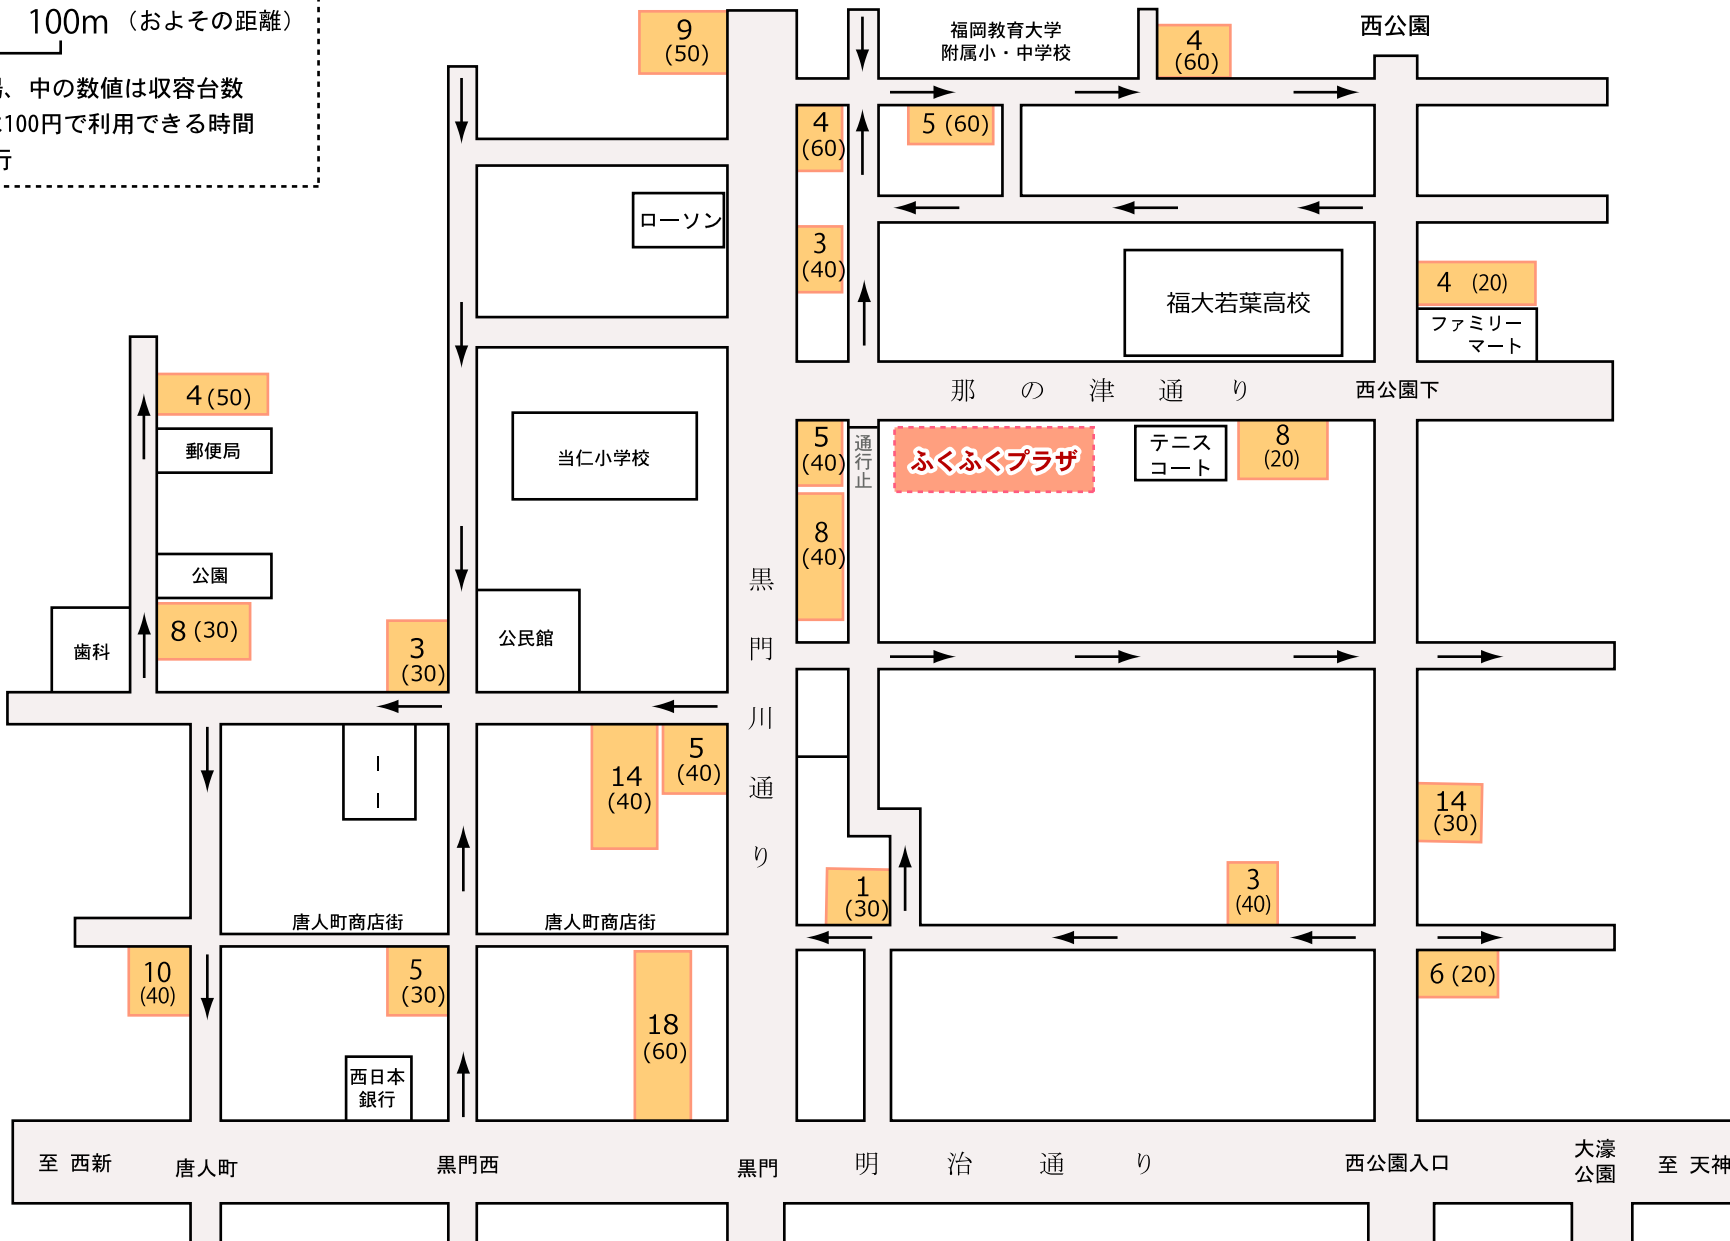 100m（およその距離）
、中の数値は収容台数
100円で利用できる時間
行
9
(50)
福岡教育大学
附属小・中学校
4
(60)
西公園
4
(60)
5 (60)
ローソン
3
(40)
福大若葉高校
4 (20)
ファミリー
マート
那の津通り
西公園下
4 (50)
郵便局
当仁小学校
5
(40)
通行止
ふくふくプラザ
テニス
コート
8
(20)
8
(40)
公園
8 (30)
歯科
3
(30)
公民館
黒門川通り
14
(40)
5
(40)
14
(30)
1
(30)
3
(40)
唐人町商店街
唐人町商店街
10
(40)
5
(30)
18
(60)
6 (20)
西日本
銀行
至 西新
唐人町
黒門西
黒門
明治通り
西公園入口
大濠
公園
至 天神